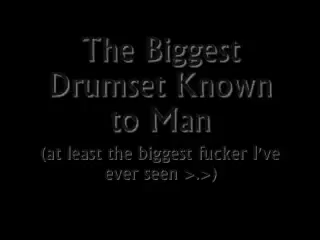 The Biggest
Drumset Known
to Man
(at least the biggest fucker I've
ever seen >.>)